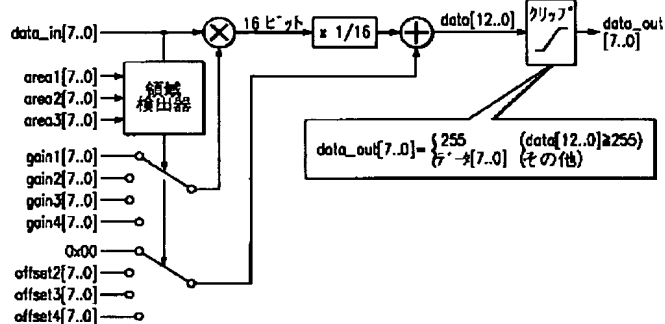 data_in[7..0]
16 ビット
× 1/16
data[12..0]
クリップ
data_out
[7..0]
area1[7..0]
area2[7..0]
area3[7..0]
領域
検出器
data_out[7..0]= {255 (data[12..0]≧255)
{データ[7..0] (その他)
gain1[7..0]
gain2[7..0]
gain3[7..0]
gain4[7..0]
0x00
offset2[7..0]
offset3[7..0]
offset4[7..0]